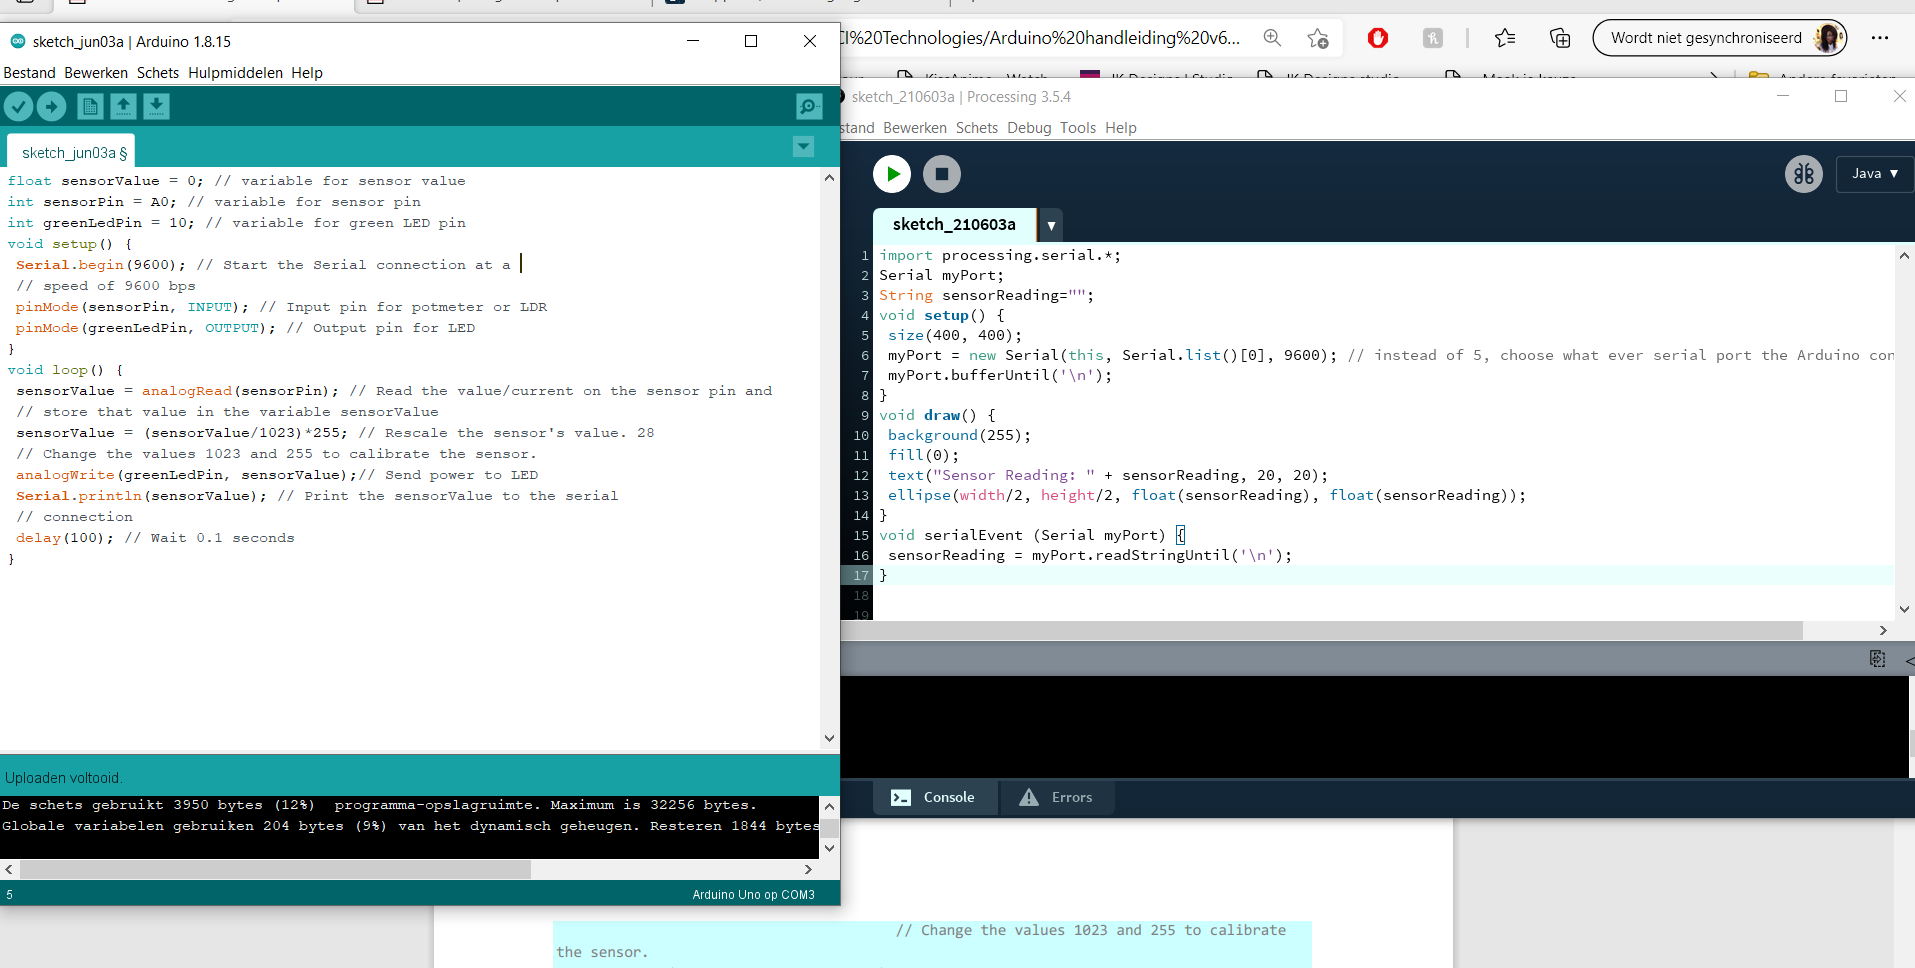 CI%20Technologies/Arduino%20handleiding%20v6...
Wordt niet gesynchroniseerd
sketch_jun03a | Arduino 1.8.15
Bestand Bewerken Schets Hulpmiddelen Help
sketch_jun03a §
float sensorValue = 0; // variable for sensor value
int sensorPin = A0; // variable for sensor pin
int greenLedPin = 10; // variable for green LED pin
void setup() {
Serial.begin(9600); // Start the Serial connection at a
// speed of 9600 bps
pinMode(sensorPin, INPUT); // Input pin for potmeter or LDR
pinMode(greenLedPin, OUTPUT); // Output pin for LED
}
void loop() {
sensorValue = analogRead(sensorPin); // Read the value/current on the sensor pin and
// store that value in the variable sensorValue
sensorValue = (sensorValue/1023)*255; // Rescale the sensor's value. 28
// Change the values 1023 and 255 to calibrate the sensor.
analogWrite(greenLedPin, sensorValue);// Send power to LED
Serial.println(sensorValue); // Print the sensorValue to the serial
// connection
delay(100); // Wait 0.1 seconds
}
Uploaden voltooid.
De schets gebruikt 3950 bytes (12%) programma-opslagruimte. Maximum is 32256 bytes.
Globale variabelen gebruiken 204 bytes (9%) van het dynamisch geheugen. Resteren 1844 bytes
5
Arduino Uno op COM3
sketch_210603a | Processing 3.5.4
stand Bewerken Schets Debug Tools Help
Java ▼
sketch_210603a ▼
1 import processing.serial.*;
2 Serial myPort;
3 String sensorReading="";
4 void setup() {
5 size(400, 400);
6 myPort = new Serial(this, Serial.list()[0], 9600); // instead of 5, choose what ever serial port the Arduino con
7 myPort.bufferUntil('\n');
8 }
9 void draw() {
10 background(255);
11 fill(0);
12 text("Sensor Reading: " + sensorReading, 20, 20);
13 ellipse(width/2, height/2, float(sensorReading), float(sensorReading));
14 }
15 void serialEvent (Serial myPort) {
16 sensorReading = myPort.readStringUntil('\n');
17 }
18
19
Console
Errors
// Change the values 1023 and 255 to calibrate
the sensor.